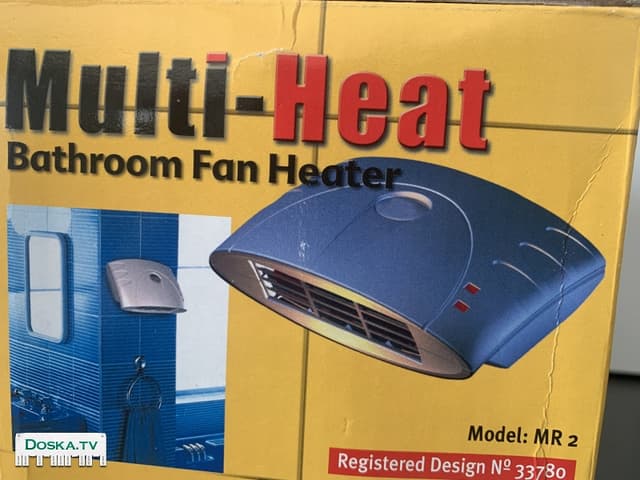 Multi-Heat
Bathroom Fan Heater
Model: MR 2
Registered Design Nº 33780
DOSKA.TV